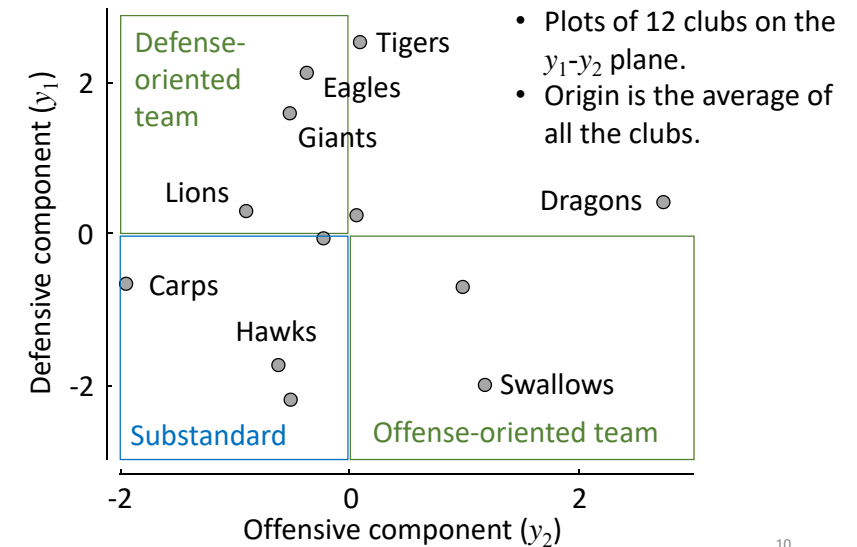 • Plots of 12 clubs on the
y1-y2 plane.
• Origin is the average of
all the clubs.
Defense-
oriented
team
Tigers
Eagles
Giants
Lions
Dragons
Carps
Hawks
Swallows
Substandard
Offense-oriented team
Defensive component (y1)
2
0
-2
-2
0
2
Offensive component (y2)
10